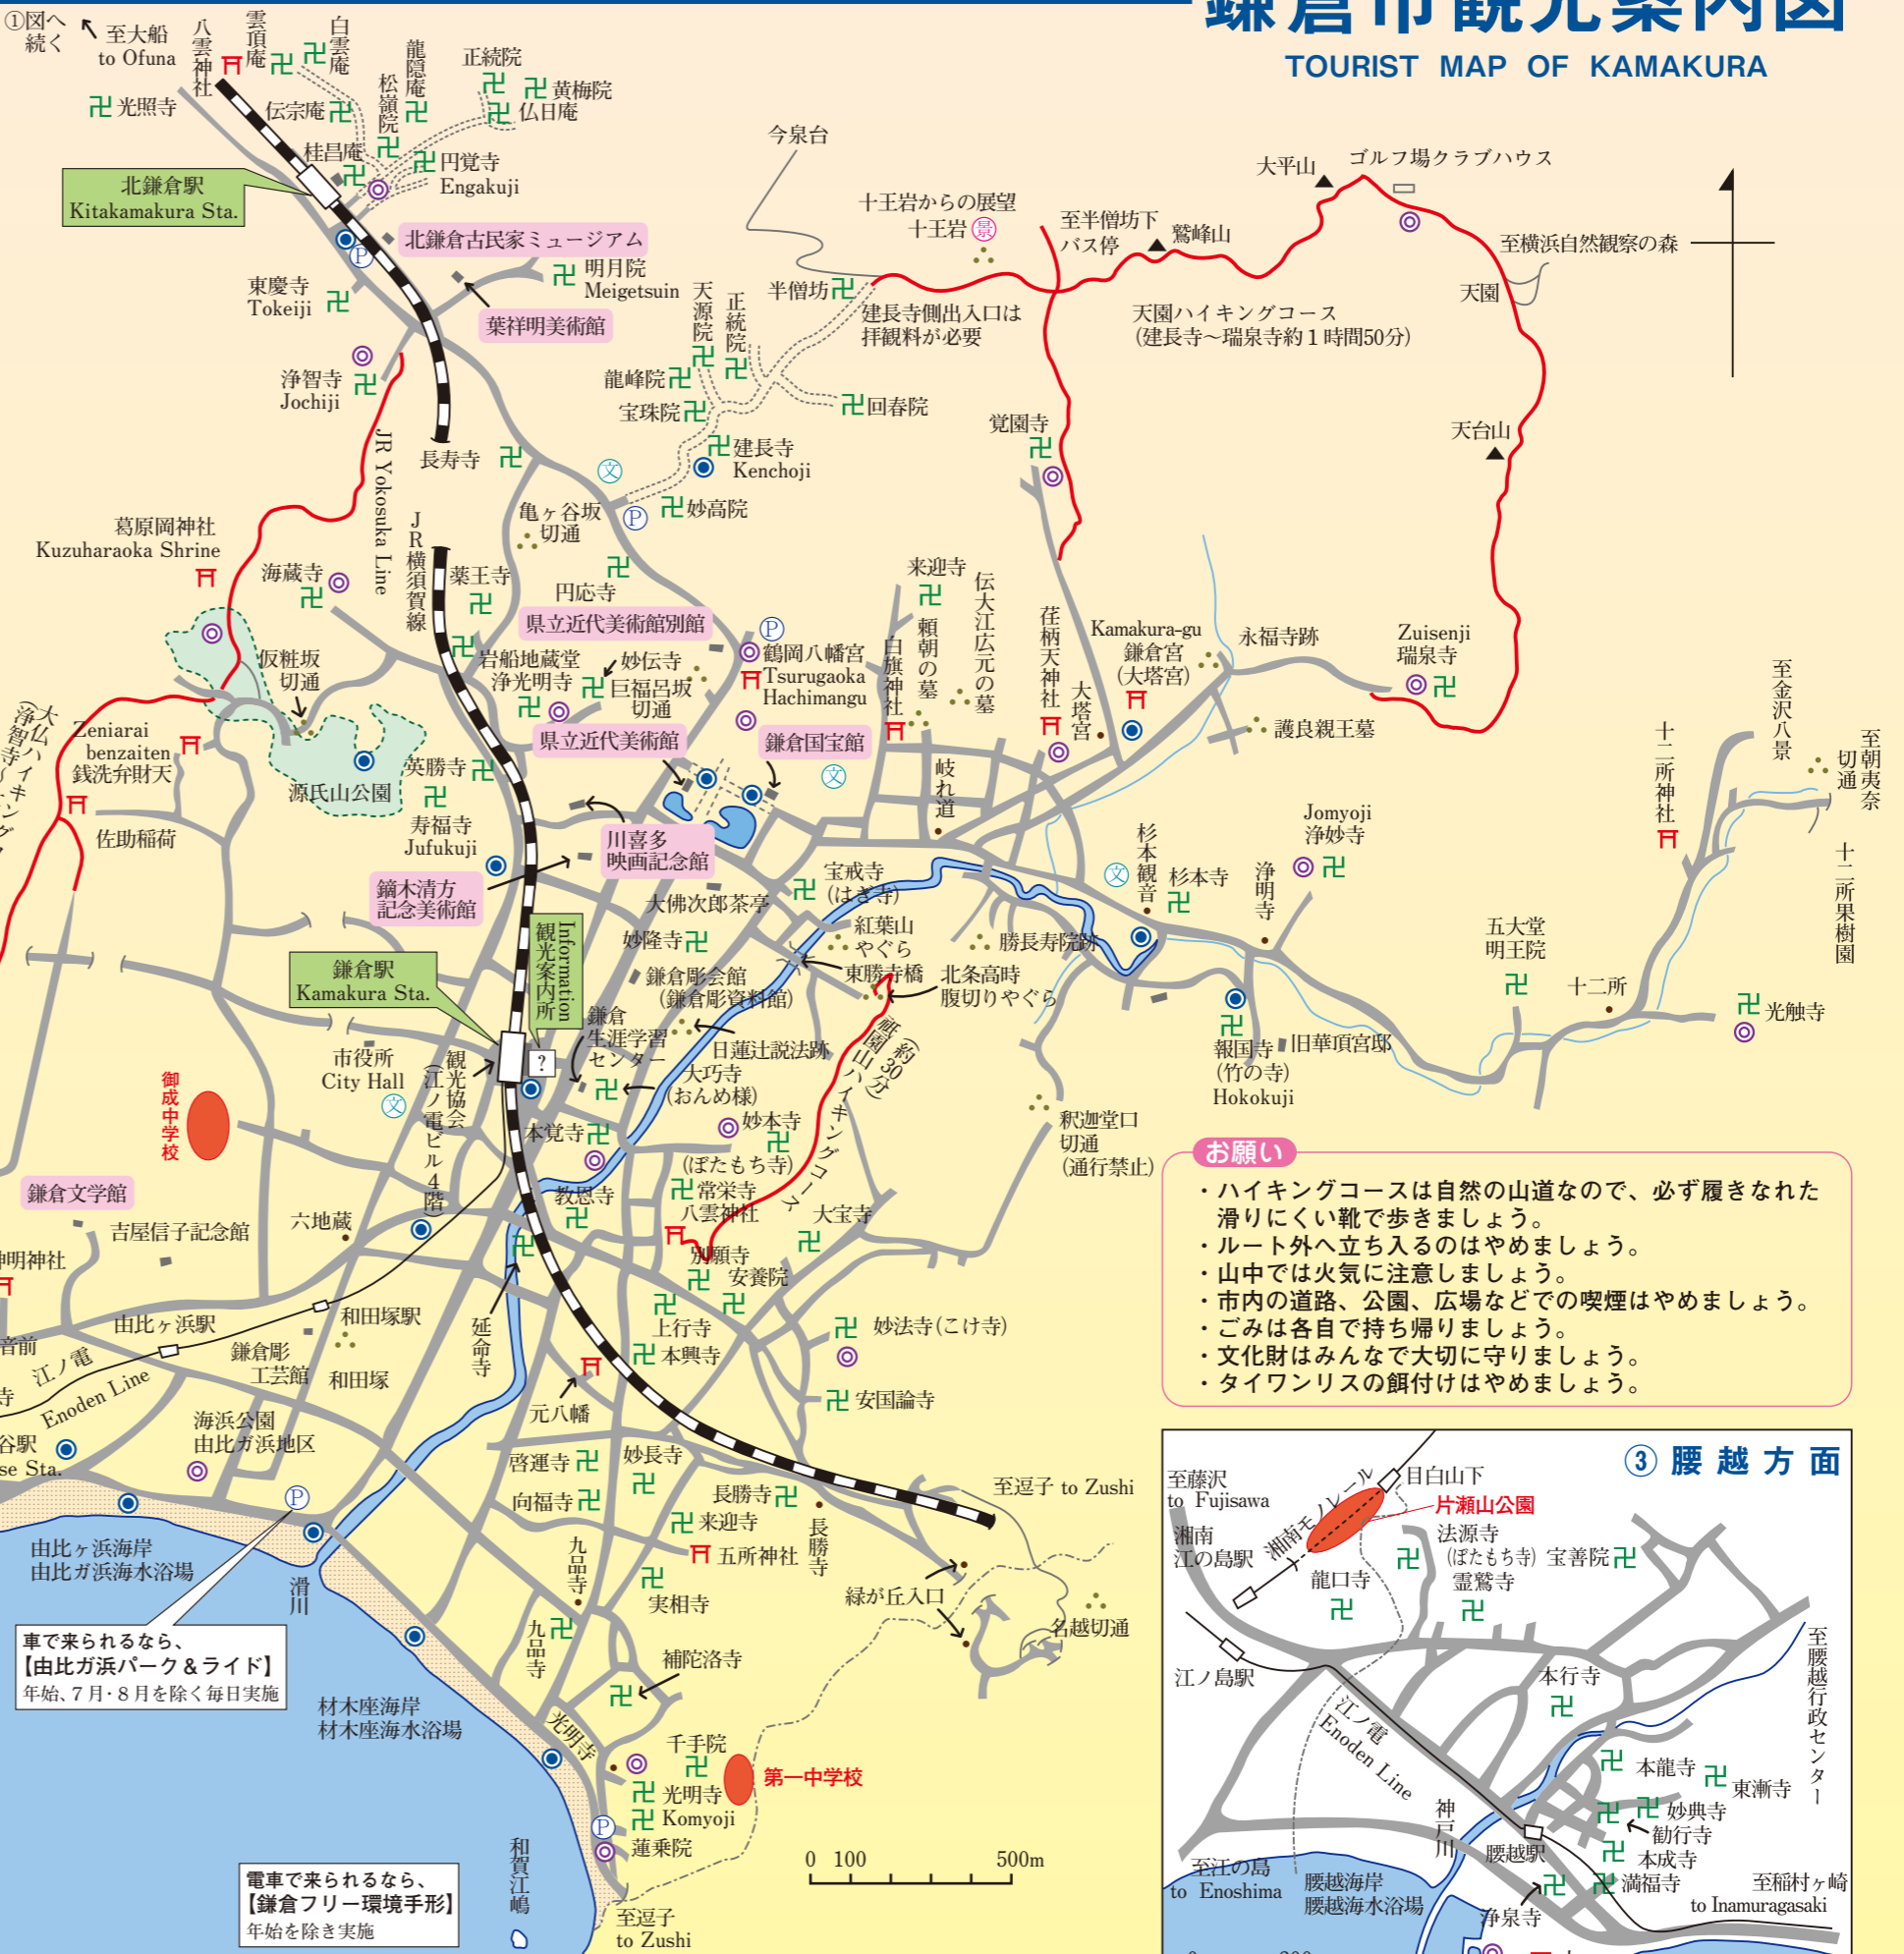 鎌倉市観光案内図
TOURIST MAP OF KAMAKURA
①図へ
続く
至大船
to Ofuna
八雲神社
雲頂庵
白雲庵
龍隠庵
松嶺院
正続院
黄梅院
仏日庵
光照寺
伝宗庵
桂昌庵
円覚寺
Engakuji
北鎌倉駅
Kitakamakura Sta.
北鎌倉古民家ミュージアム
明月院
Meigetsuin
葉祥明美術館
東慶寺
Tokeiji
浄智寺
Jochiji
JR Yokosuka Line
JR横須賀線
長寿寺
天源院
正統院
半僧坊
龍峰院
宝珠院
回春院
建長寺
Kenchoji
妙高院
文
P
P
今泉台
十王岩からの展望
十王岩
景
至半僧坊下
バス停
鷲峰山
大平山
ゴルフ場クラブハウス
至横浜自然観察の森
天園
天台山
建長寺側出入口は
拝観料が必要
天園ハイキングコース
(建長寺〜瑞泉寺約1時間50分)
覚園寺
葛原岡神社
Kuzuharaoka Shrine
海蔵寺
薬王寺
亀ヶ谷坂
切通
円応寺
県立近代美術館別館
岩船地蔵堂
浄光明寺
妙伝寺
巨福呂坂
切通
県立近代美術館
鎌倉国宝館
P
鶴岡八幡宮
Tsurugaoka
Hachimangu
文
来迎寺
白旗神社
頼朝の墓
伝大江広元の墓
荏柄天神社
大塔宮
Kamakura-gu
鎌倉宮
(大塔宮)
永福寺跡
Zuisenji
瑞泉寺
護良親王墓
岐れ道
仮粧坂
切通
大仏ハイキング
(浄智寺〜
Zeniarai
benzaiten
銭洗弁財天
佐助稲荷
源氏山公園
英勝寺
寿福寺
Jufukuji
川喜多
映画記念館
鏑木清方
記念美術館
大佛次郎茶亭
宝戒寺
(はぎ寺)
紅葉山
やぐら
東勝寺橋
勝長寿院跡
北条高時
腹切りやぐら
妙隆寺
鎌倉彫会館
(鎌倉彫資料館)
Information
観光案内所
鎌倉駅
Kamakura Sta.
?
鎌倉
生涯学習
センター
日蓮辻説法跡
大巧寺
(おんめ様)
祇園山ハイキングコース
(約30分)
市役所
City Hall
文
観光協会
(江ノ電ビル4階)
御成中学校
本覚寺
妙本寺
(ぼたもち寺)
常栄寺
八雲神社
教恩寺
大宝寺
別願寺
安養院
上行寺
本興寺
妙法寺(こけ寺)
安国論寺
釈迦堂口
切通
(通行禁止)
文
杉本観音
杉本寺
浄明寺
Jomyoji
浄妙寺
報国寺
(竹の寺)
Hokokuji
旧華頂宮邸
五大堂
明王院
十二所
光触寺
十二所神社
至金沢八景
至朝夷奈
切通
十二所果樹園
鎌倉文学館
吉屋信子記念館
六地蔵
神明神社
音前
寺
谷駅
se Sta.
由比ヶ浜駅
江ノ電
Enoden Line
和田塚駅
鎌倉彫
工芸館
和田塚
海浜公園
由比ガ浜地区
P
延命寺
元八幡
啓運寺
妙長寺
向福寺
長勝寺
来迎寺
五所神社
長勝寺
実相寺
九品寺
九品寺
補陀洛寺
光明寺
千手院
光明寺
Komyoji
蓮乗院
P
第一中学校
至逗子 to Zushi
緑が丘入口
名越切通
由比ヶ浜海岸
由比ガ浜海水浴場
滑川
車で来られるなら、
【由比ガ浜パーク&ライド】
年始、7月・8月を除く毎日実施
材木座海岸
材木座海水浴場
電車で来られるなら、
【鎌倉フリー環境手形】
年始を除き実施
和賀江嶋
至逗子
to Zushi
0 100 500m
お願い
・ハイキングコースは自然の山道なので、必ず履きなれた
滑りにくい靴で歩きましょう。
・ルート外へ立ち入るのはやめましょう。
・山中では火気に注意しましょう。
・市内の道路、公園、広場などでの喫煙はやめましょう。
・ごみは各自で持ち帰りましょう。
・文化財はみんなで大切に守りましょう。
・タイワンリスの餌付けはやめましょう。
③ 腰越方面
至藤沢
to Fujisawa
湘南
江の島駅
湘南モノレール
目白山下
片瀬山公園
法源寺
(ぼたもち寺)
宝善院
霊鷲寺
龍口寺
江ノ島駅
江ノ電
Enoden Line
本行寺
至腰越行政センター
本龍寺
東漸寺
妙典寺
勧行寺
本成寺
満福寺
神戸川
腰越駅
浄泉寺
至江の島
to Enoshima
腰越海岸
腰越海水浴場
至稲村ヶ崎
to Inamuragasaki